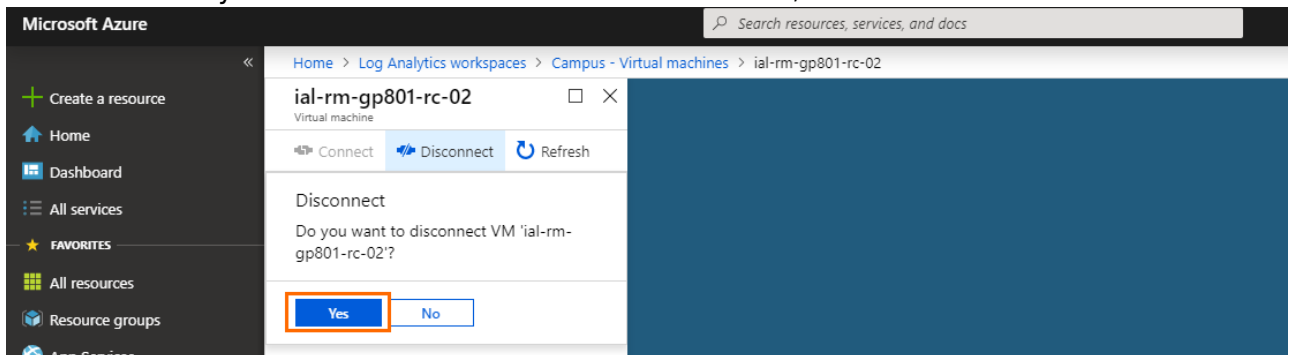 Microsoft Azure
Search resources, services, and docs
«
Home > Log Analytics workspaces > Campus - Virtual machines > ial-rm-gp801-rc-02
Create a resource
Home
Dashboard
All services
FAVORITES
All resources
Resource groups
App Services
ial-rm-gp801-rc-02
Virtual machine
Connect Disconnect Refresh
Disconnect
Do you want to disconnect VM 'ial-rm-
gp801-rc-02'?
Yes No